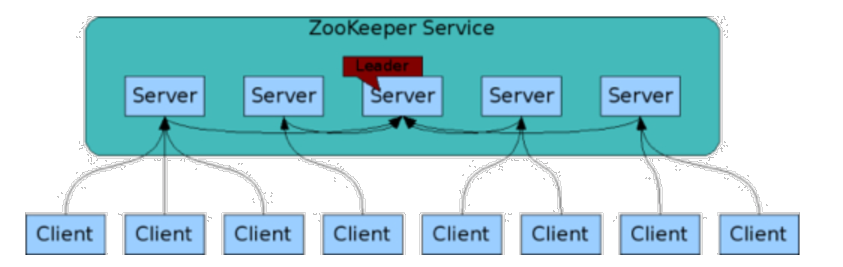 ZooKeeper Service
Leader
Server Server Server Server Server
Client Client Client Client Client Client Client Client